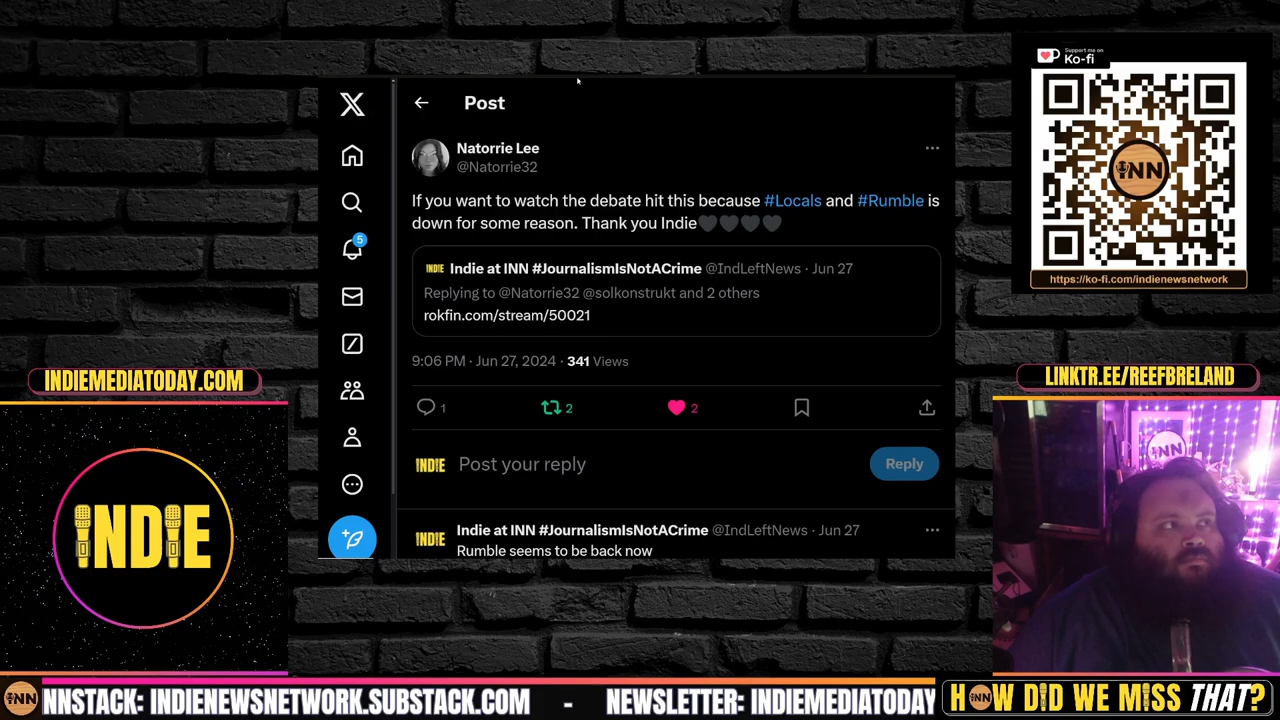 Post
Natorrie Lee
@Natorrie32
If you want to watch the debate hit this because #Locals and #Rumble is
down for some reason. Thank you Indie🖤🖤🖤🖤
INDIE Indie at INN #JournalismIsNotACrime @IndLeftNews · Jun 27
Replying to @Natorrie32 @solkonstrukt and 2 others
rokfin.com/stream/50021
9:06 PM · Jun 27, 2024 · 341 Views
1 2 2
INDIE Post your reply Reply
INDIE Indie at INN #JournalismIsNotACrime @IndLeftNews · Jun 27
Rumble seems to be back now
5
Support me on
Ko-fi
INN
https://ko-fi.com/indienewsnetwork
INDIEMEDIATODAY.COM
INDIE
LINKTR.EE/REEFBRELAND
INN
INN NNSTACK: INDIENEWSNETWORK.SUBSTACK.COM - NEWSLETTER: INDIEMEDIATODAY
HOW DID WE MISS THAT?